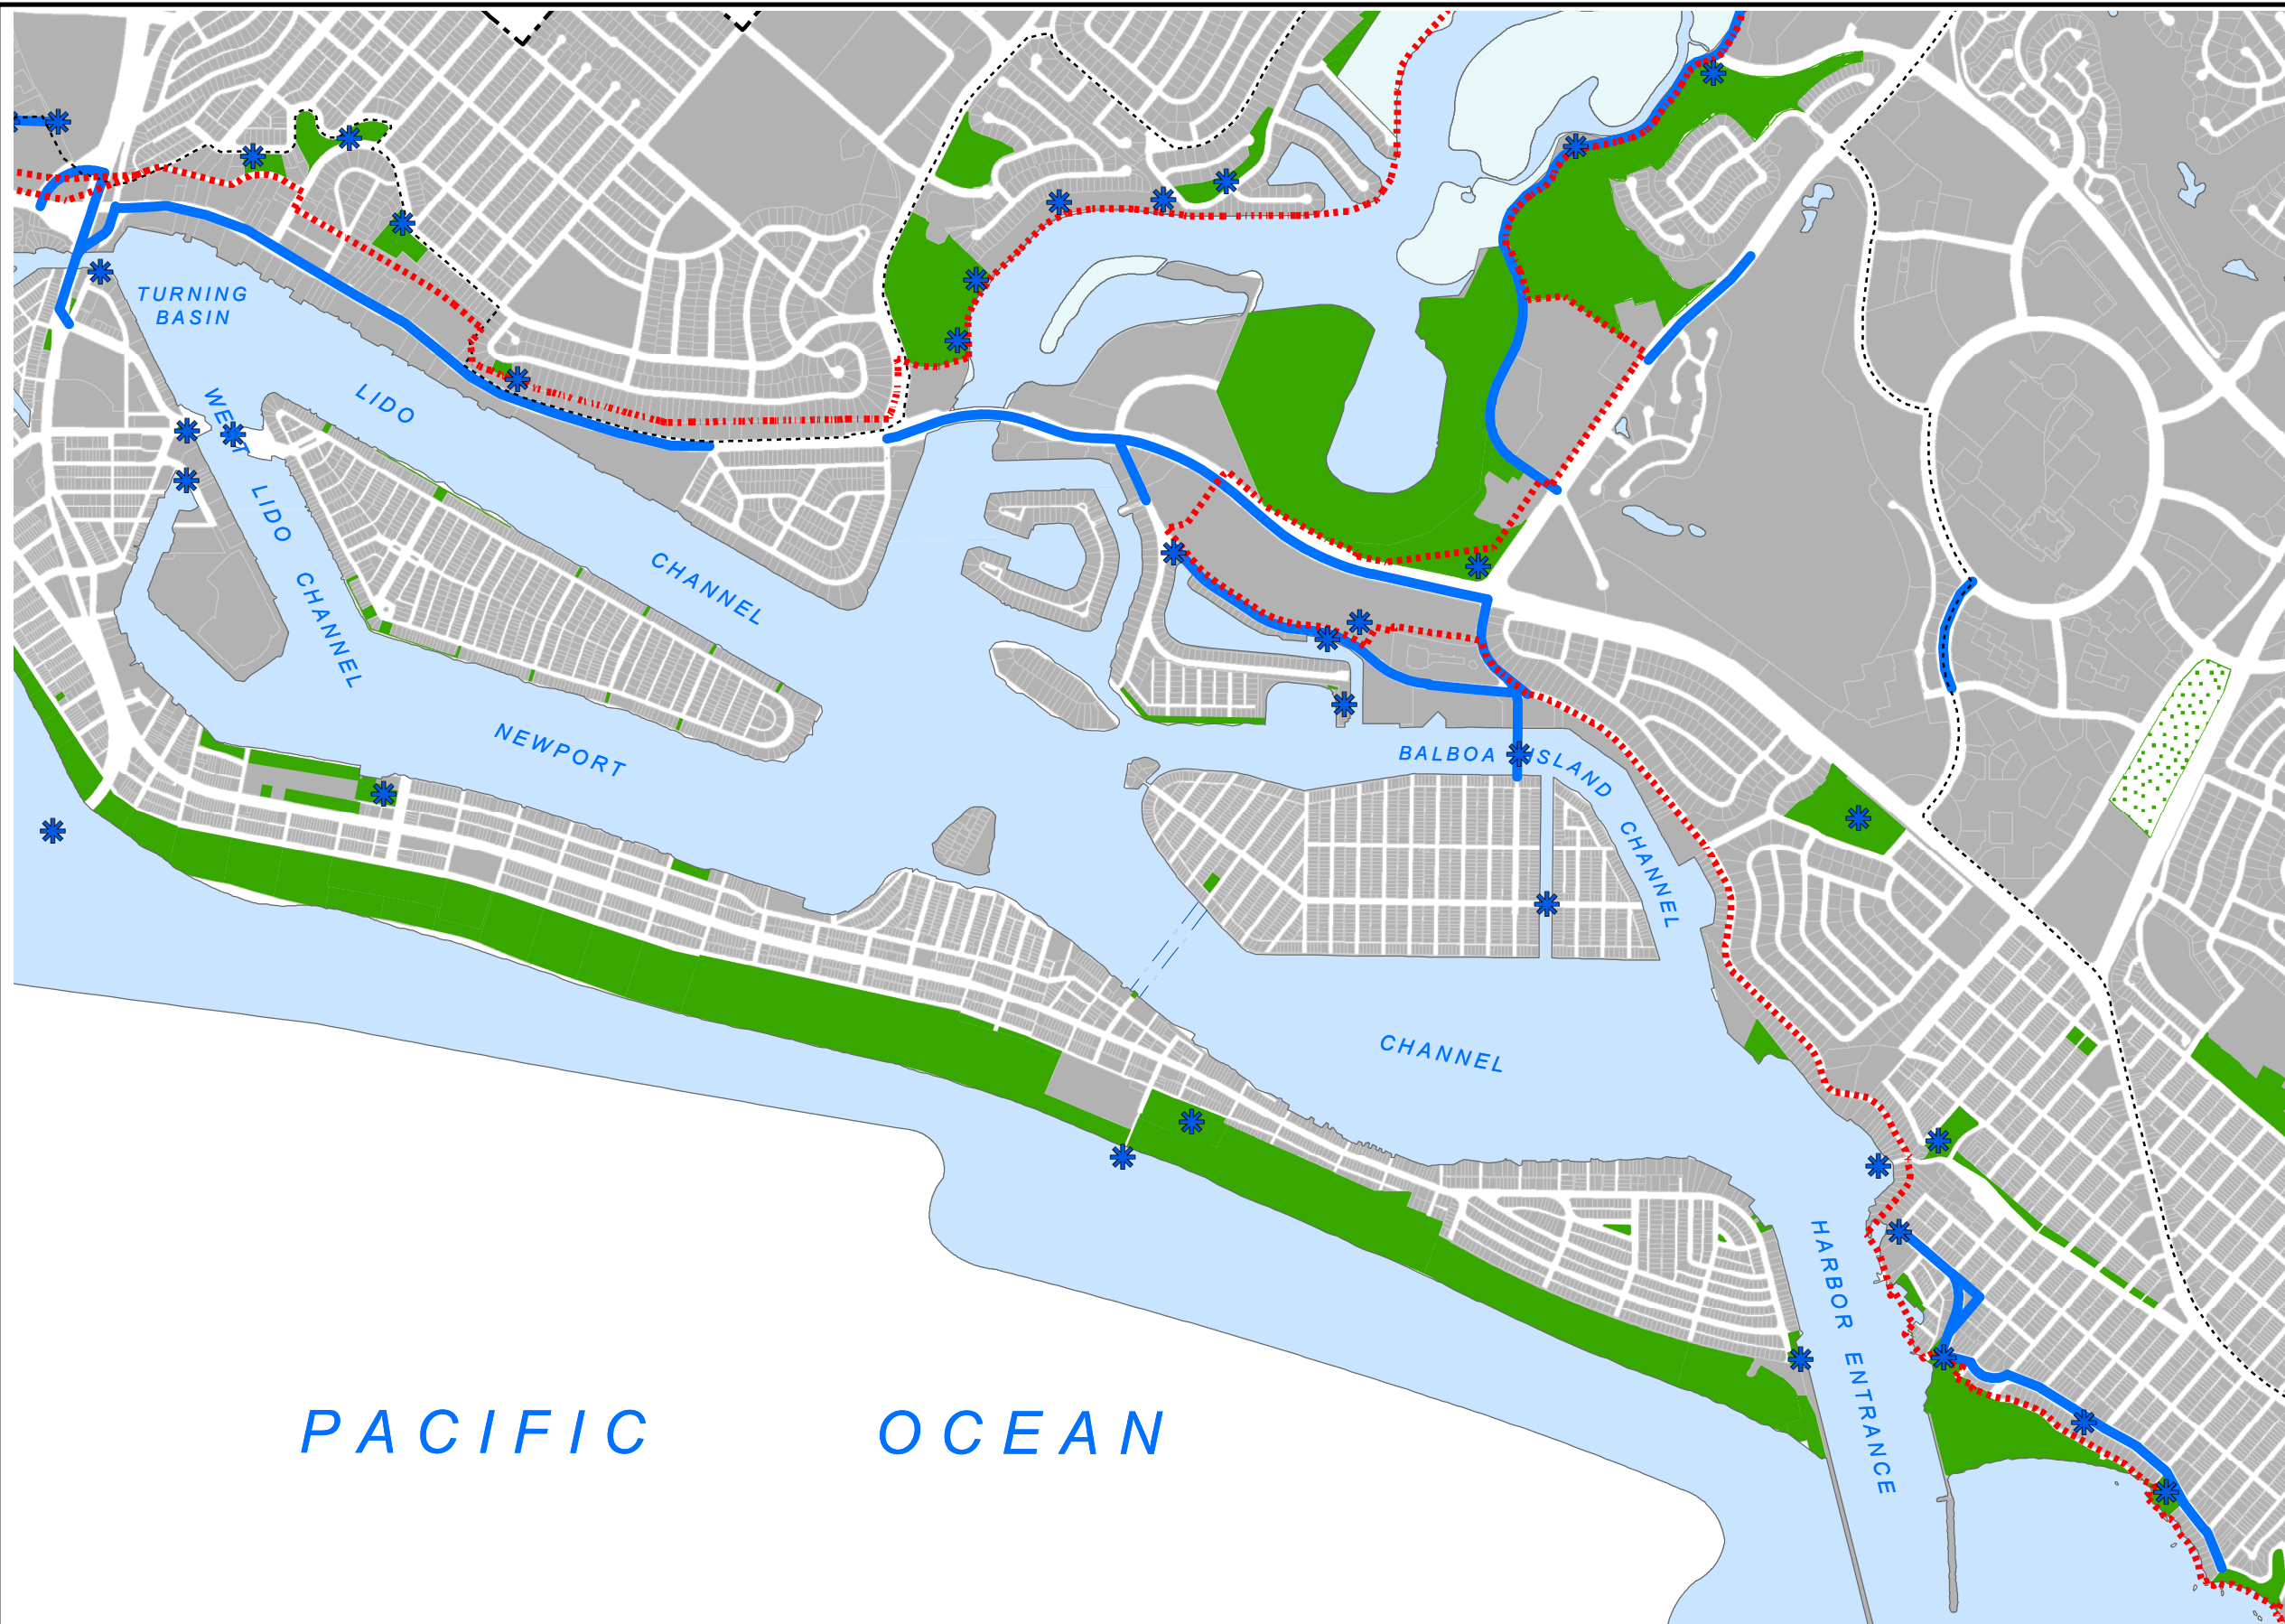 TURNING
BASIN
LIDO
CHANNEL
WEST
LIDO
CHANNEL
NEWPORT
BALBOA ISLAND
CHANNEL
CHANNEL
HARBOR ENTRANCE
PACIFIC OCEAN